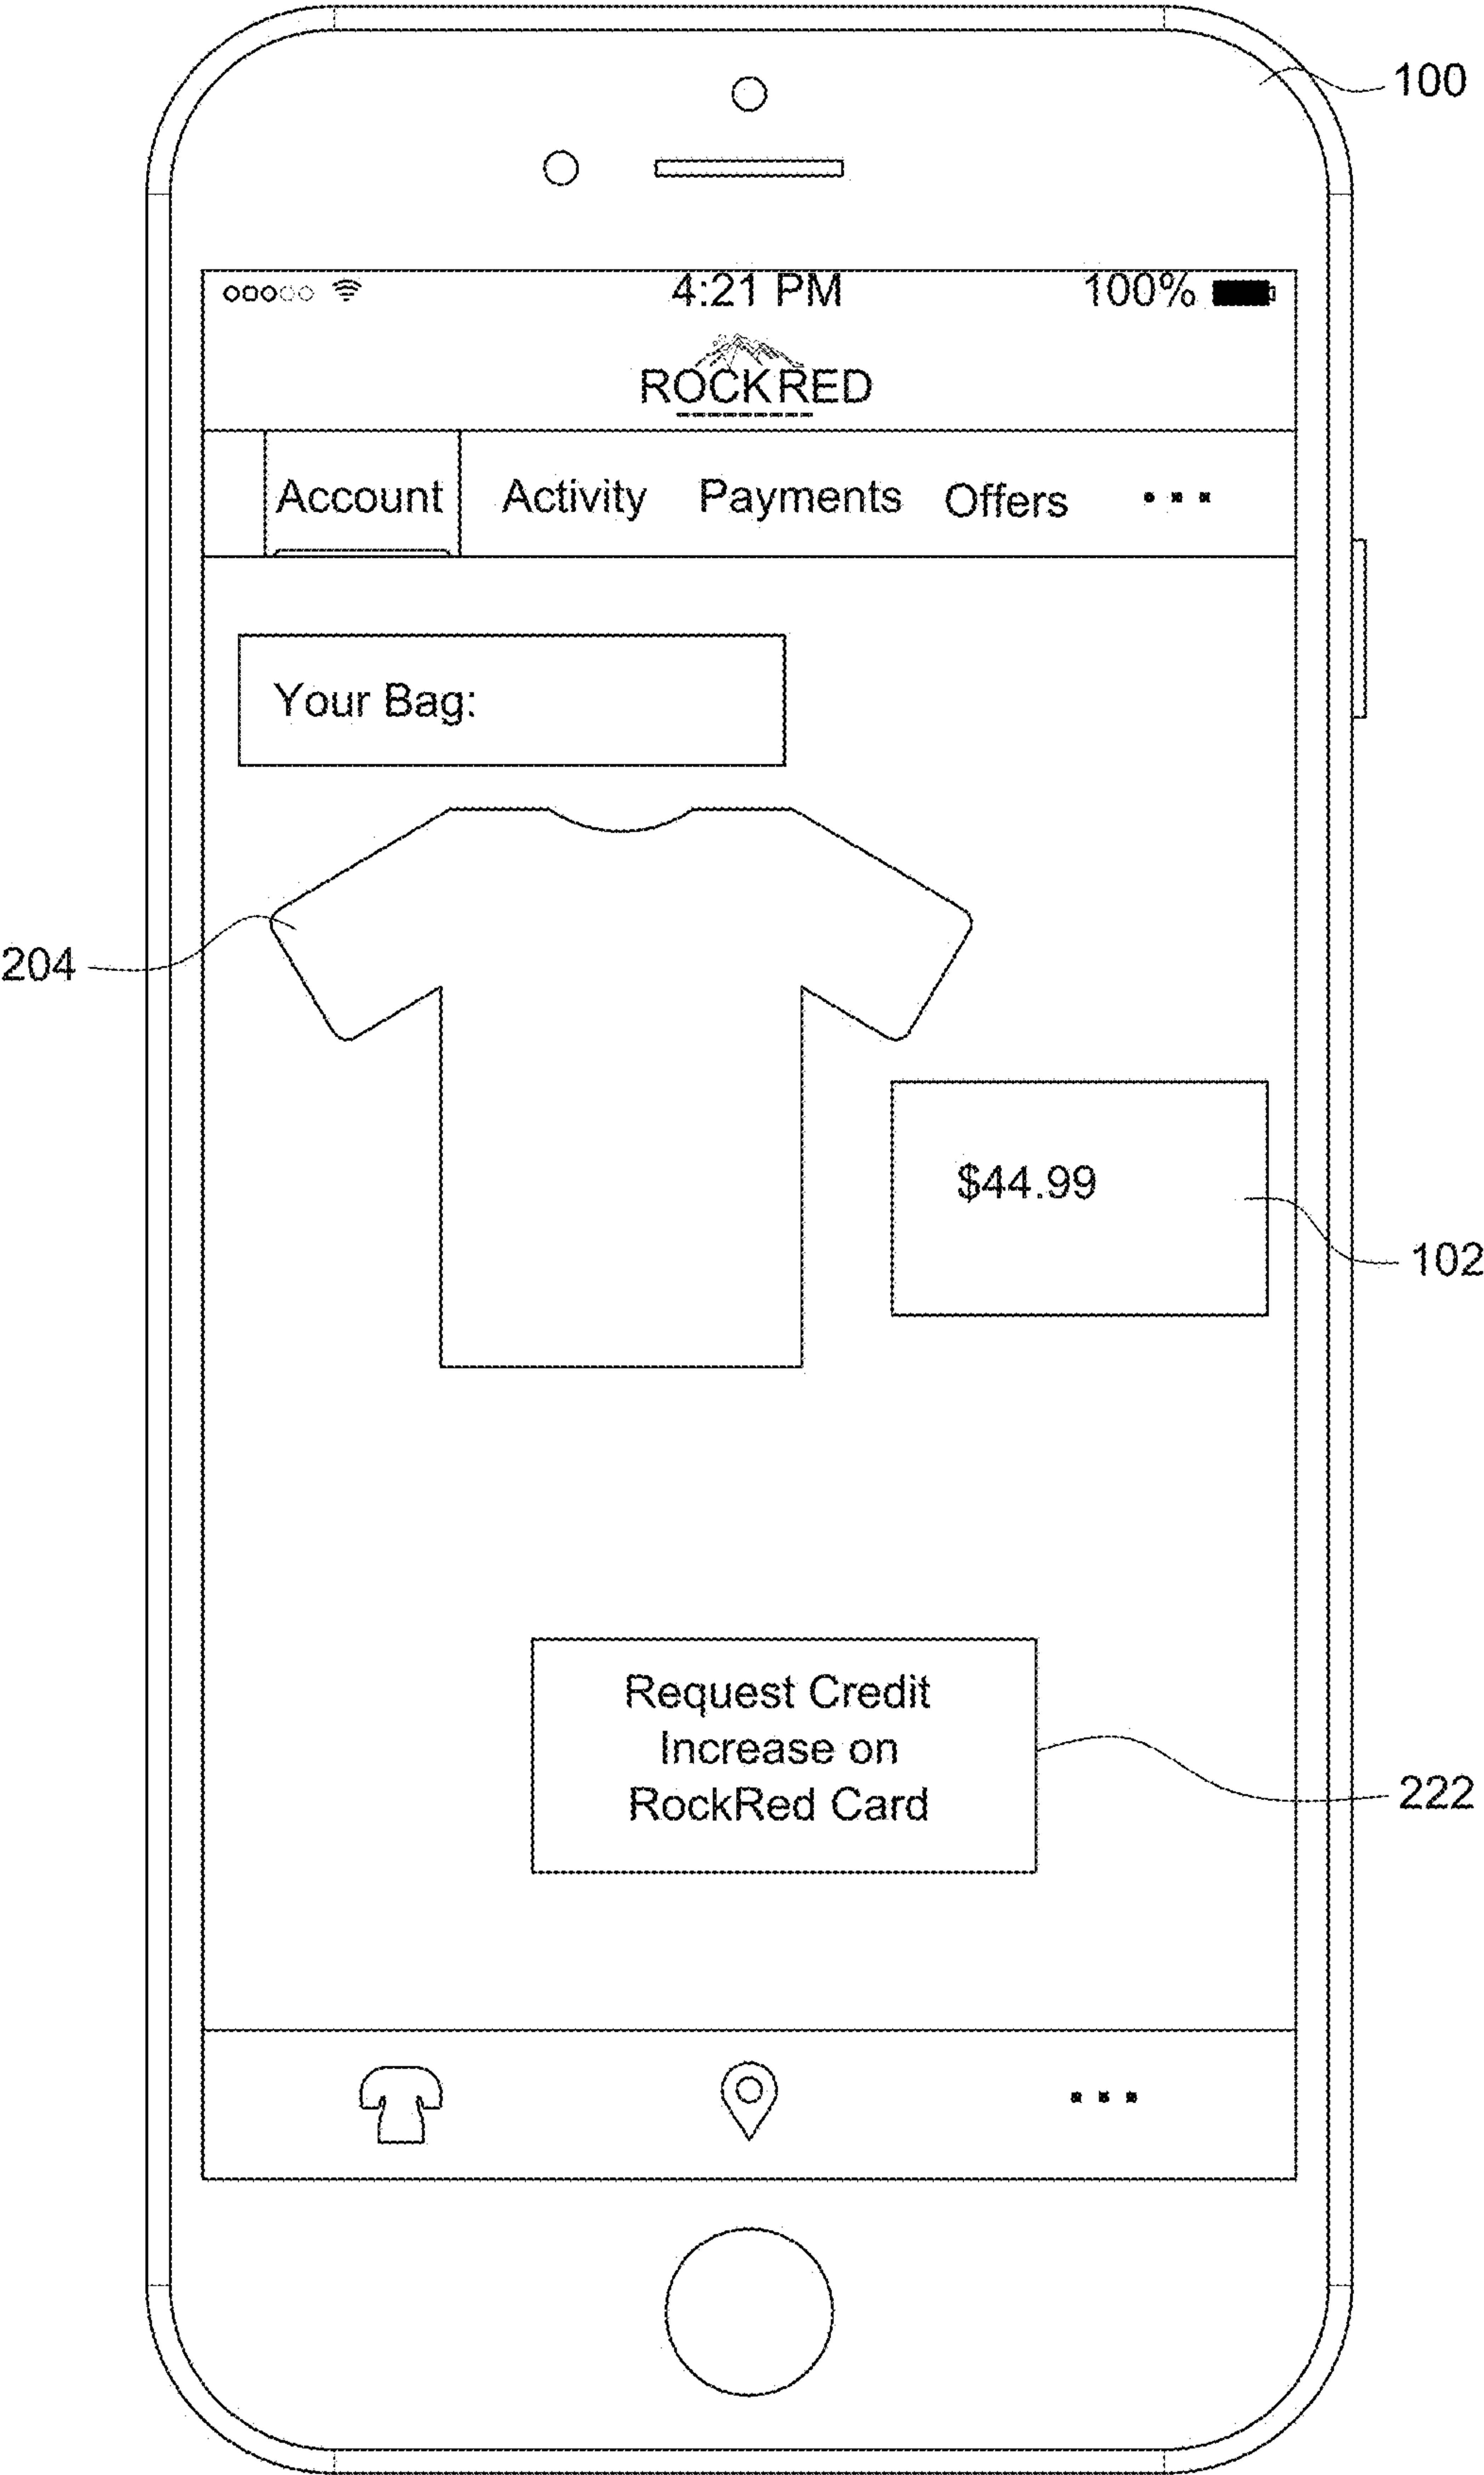 100
4:21 PM 100%
ROCKRED
Account Activity Payments Offers ...
Your Bag:
204
$44.99
102
Request Credit
Increase on
RockRed Card
222
...